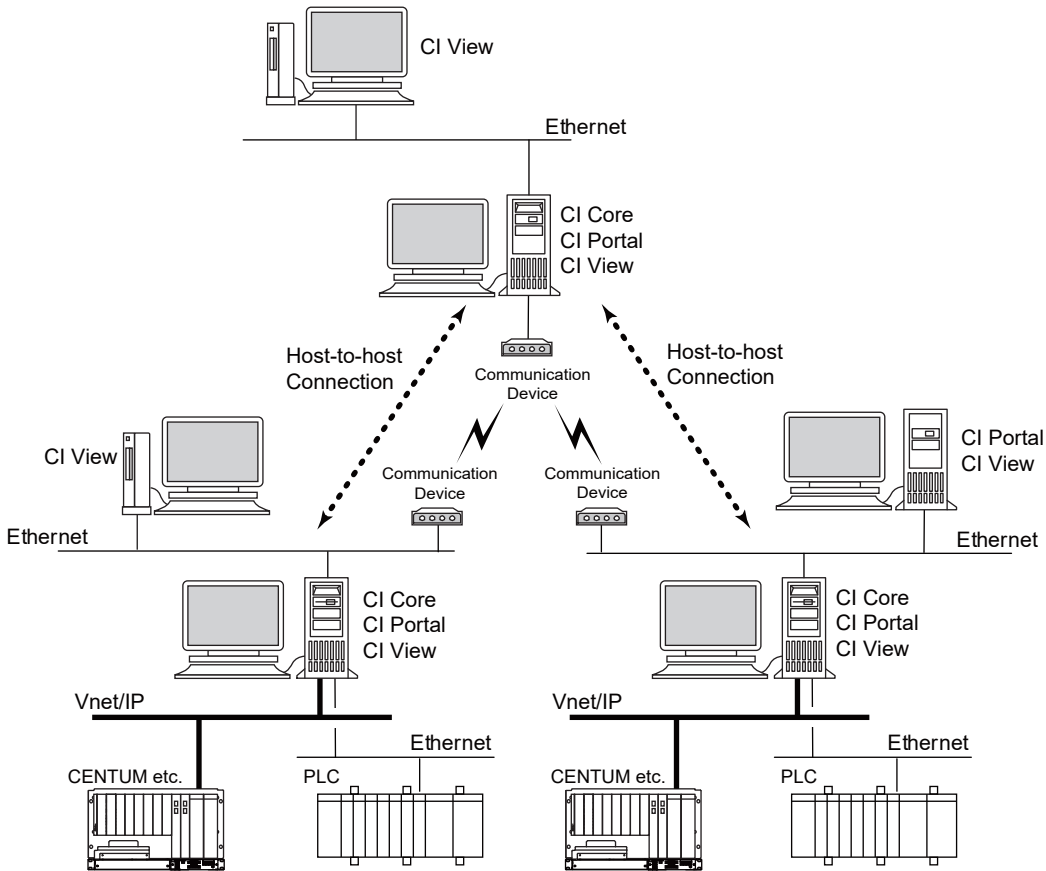 CI View
Ethernet
CI Core
CI Portal
CI View
Host-to-host
Connection
Host-to-host
Connection
Communication
Device
CI View
Communication
Device
Communication
Device
CI Portal
CI View
Ethernet
Ethernet
CI Core
CI Portal
CI View
CI Core
CI Portal
CI View
Vnet/IP
Vnet/IP
Ethernet
Ethernet
CENTUM etc.
PLC
CENTUM etc.
PLC